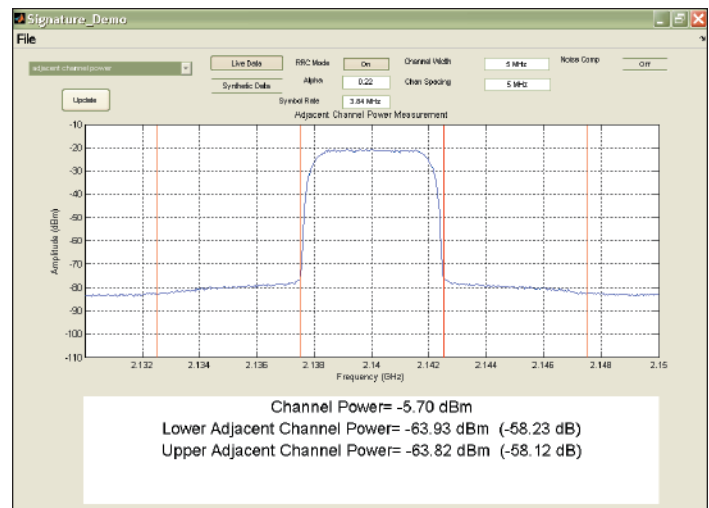 Signature_Demo
File
adjacent channel power
Live Data
RRC Mode
On
Channel Width
5 MHz
Noise Comp
Off
Synthetic Data
Alpha
0.22
Chan Spacing
5 MHz
Update
Symbol Rate
3.84 MHz
Adjacent Channel Power Measurement
-10
-20
-30
-40
-50
-60
-70
-80
-90
-100
-110
Amplitude (dBm)
2.132
2.134
2.136
2.138
2.14
2.142
2.144
2.146
2.148
2.15
Frequency (GHz)
Channel Power= -5.70 dBm
Lower Adjacent Channel Power= -63.93 dBm (-58.23 dB)
Upper Adjacent Channel Power= -63.82 dBm (-58.12 dB)